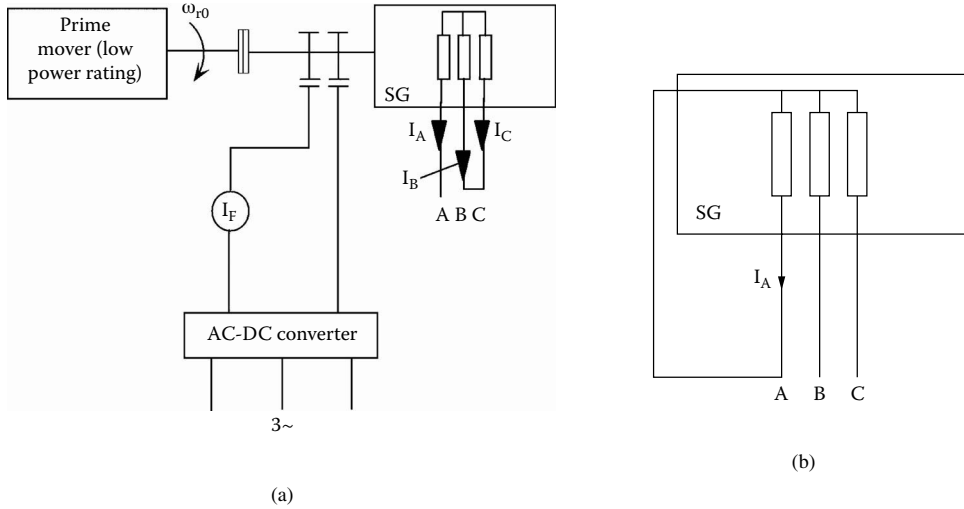 ω_r0
Prime
mover (low
power rating)
SG
I_A
I_C
I_B
A B C
I_F
AC-DC converter
3~
(a)
SG
I_A
A B C
(b)